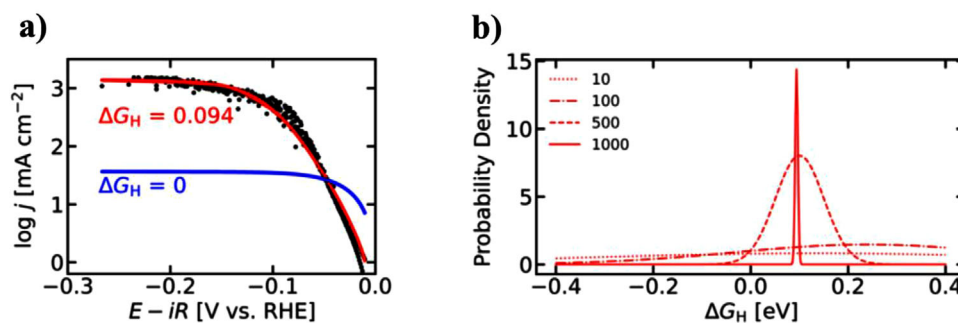 a)
log j [mA cm⁻²]
3
2
1
0
ΔG_H = 0.094
ΔG_H = 0
−0.3
−0.2
−0.1
0.0
E − iR [V vs. RHE]
b)
Probability Density
15
10
5
0
10
100
500
1000
−0.4
−0.2
0.0
0.2
0.4
ΔG_H [eV]